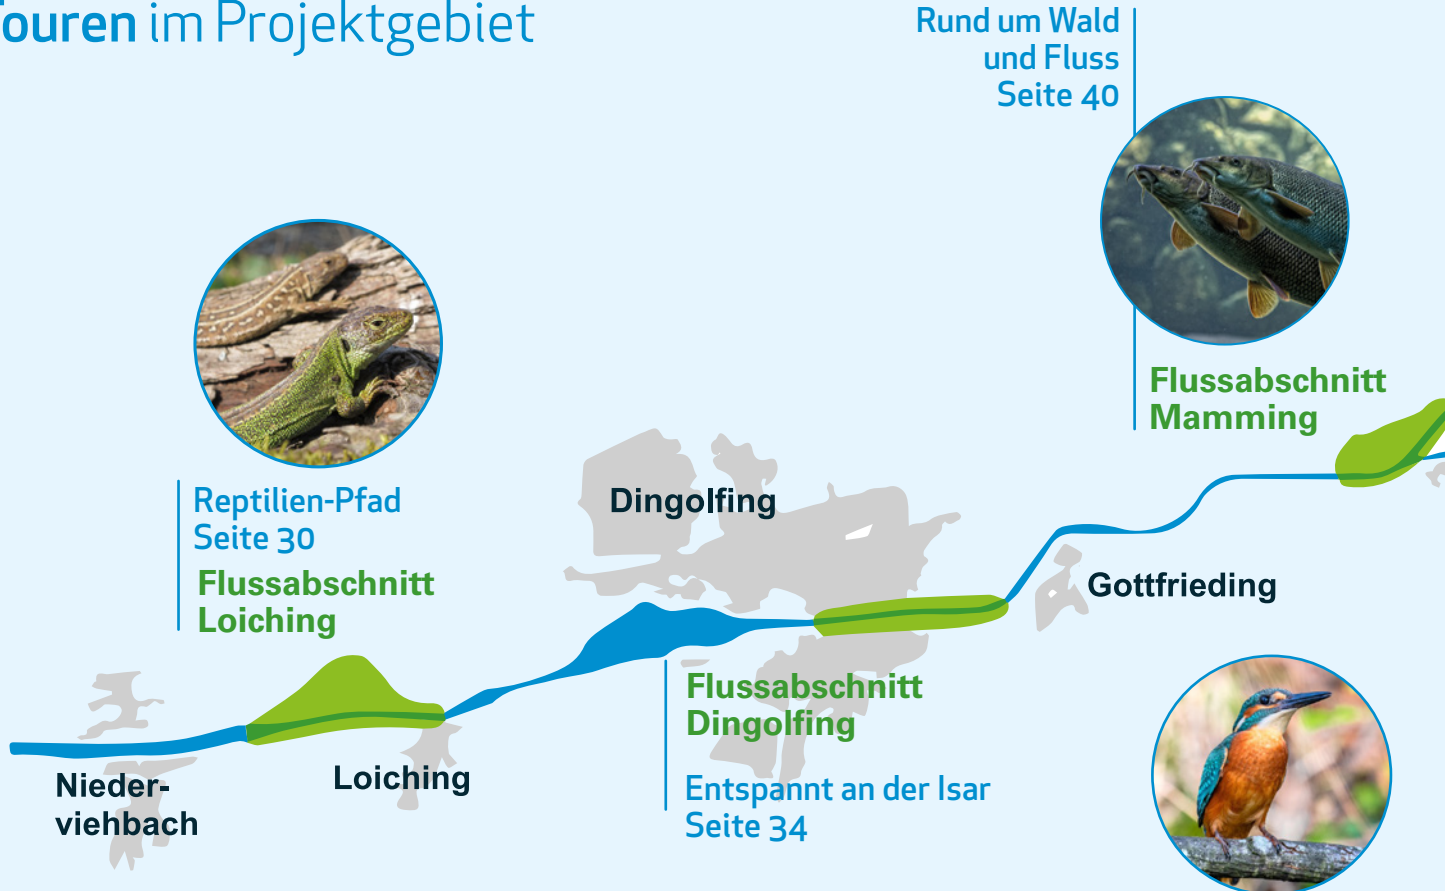 ouren im Projektgebiet
Rund um Wald
und Fluss
Seite 40
Flussabschnitt
Mamming
Reptilien-Pfad
Seite 30
Flussabschnitt
Loiching
Dingolfing
Gottfrieding
Flussabschnitt
Dingolfing
Entspannt an der Isar
Seite 34
Loiching
Nieder-
viehbach